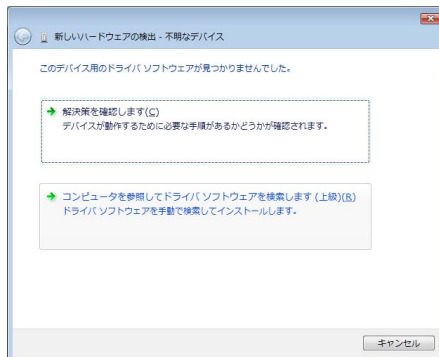 新しいハードウェアの検出 - 不明なデバイス
このデバイス用のドライバ ソフトウェアが見つかりませんでした。
解決策を確認します(C)
デバイスが動作するために必要な手順があるかどうかが確認されます。
コンピュータを参照してドライバ ソフトウェアを検索します (上級)(R)
ドライバ ソフトウェアを手動で検索してインストールします。
キャンセル